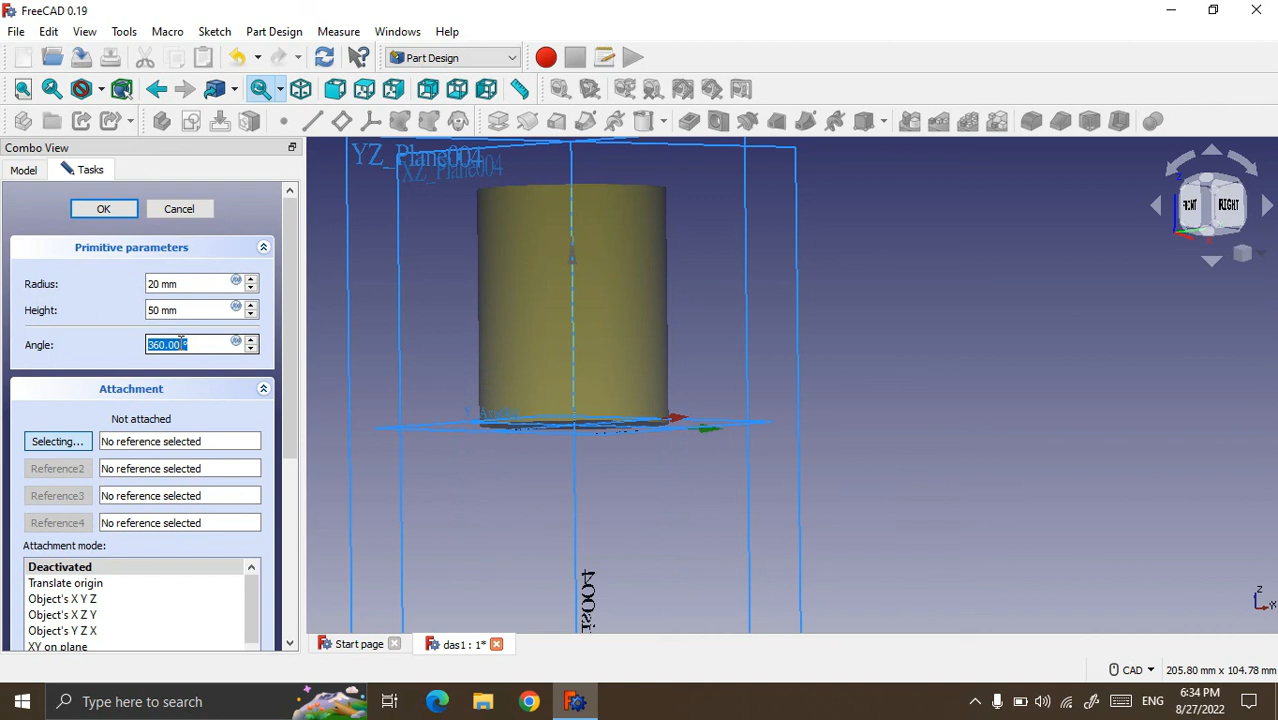 FreeCAD 0.19
File Edit View Tools Macro Sketch Part Design Measure Windows Help
Part Design
Combo View
Model Tasks
OK Cancel
Primitive parameters
Radius: 20 mm
Height: 50 mm
Angle: 360.00 °
Attachment
Not attached
Selecting... No reference selected
Reference2 No reference selected
Reference3 No reference selected
Reference4 No reference selected
Attachment mode:
Deactivated
Translate origin
Object's X Y Z
Object's X Z Y
Object's Y Z X
XY on plane
YZ_Plane004
XZ_Plane004
FRONT RIGHT
Z
X
Z
X
Start page das1 : 1*
CAD 205.80 mm x 104.78 mm
Type here to search
ENG
6:34 PM
8/27/2022